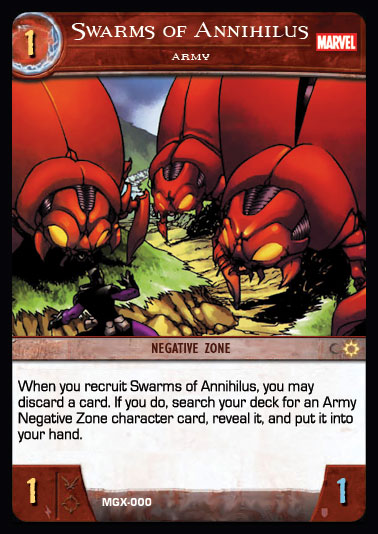 1
SWARMS OF ANNIHILUS
MARVEL
ARMY
NEGATIVE ZONE
C
When you recruit Swarms of Annihilus, you may
discard a card. If you do, search your deck for an Army
Negative Zone character card, reveal it, and put it into
your hand.
1
MGX-000
1